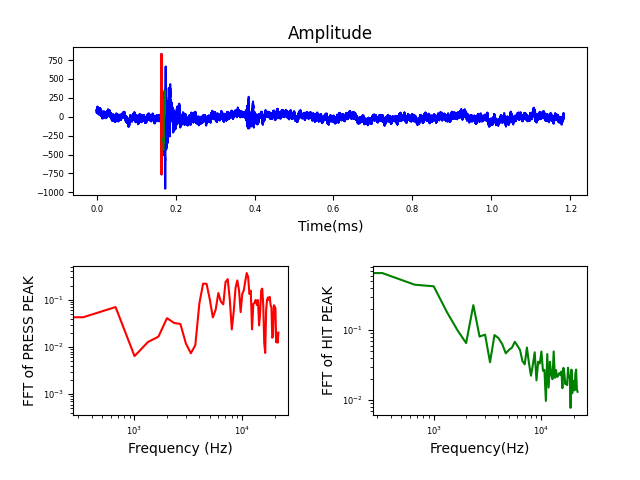 Amplitude
750
500
250
0
−250
−500
−750
−1000
0.0 0.2 0.4 0.6 0.8 1.0 1.2
Time(ms)
FFT of PRESS PEAK
10⁻¹
10⁻²
10⁻³
10³ 10⁴
Frequency (Hz)
FFT of HIT PEAK
10⁻¹
10⁻²
10³ 10⁴
Frequency(Hz)